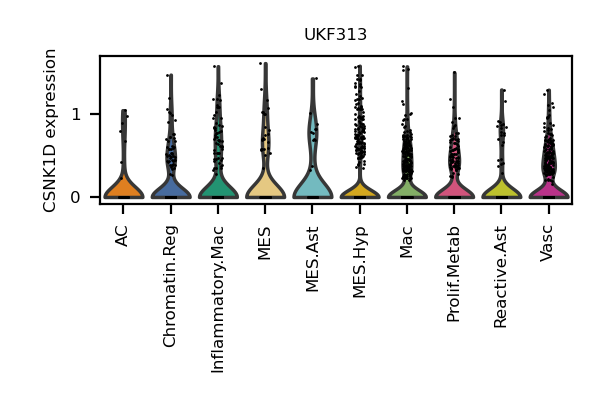 UKF313
CSNK1D expression
1
0
AC
Chromatin.Reg
Inflammatory.Mac
MES
MES.Ast
MES.Hyp
Mac
Prolif.Metab
Reactive.Ast
Vasc